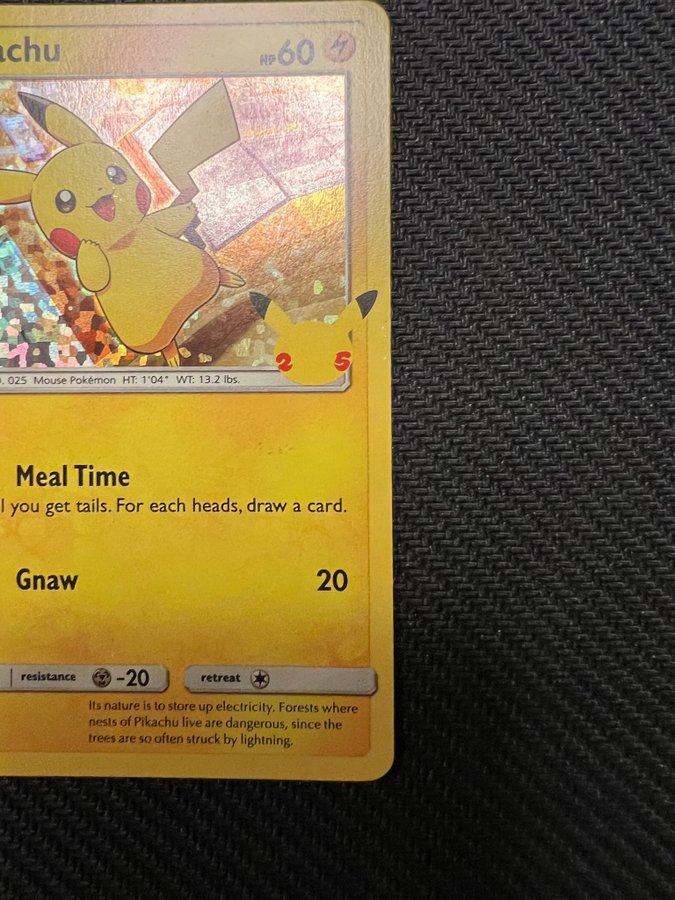 achu HP60
2 5
. 025 Mouse Pokémon HT: 1'04" WT: 13.2 lbs.
Meal Time
l you get tails. For each heads, draw a card.
Gnaw 20
resistance -20 retreat
Its nature is to store up electricity. Forests where
nests of Pikachu live are dangerous, since the
trees are so often struck by lightning.